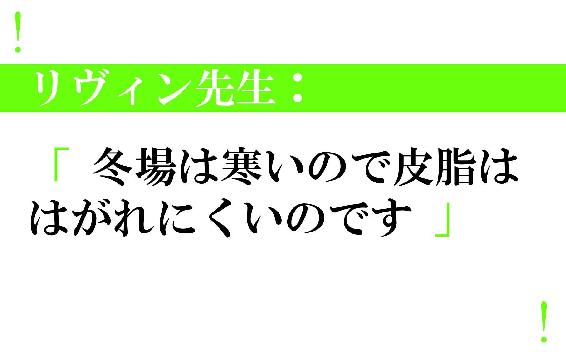 ！
リヴィン先生：
「 冬場は寒いので皮脂は
はがれにくいのです 」
！